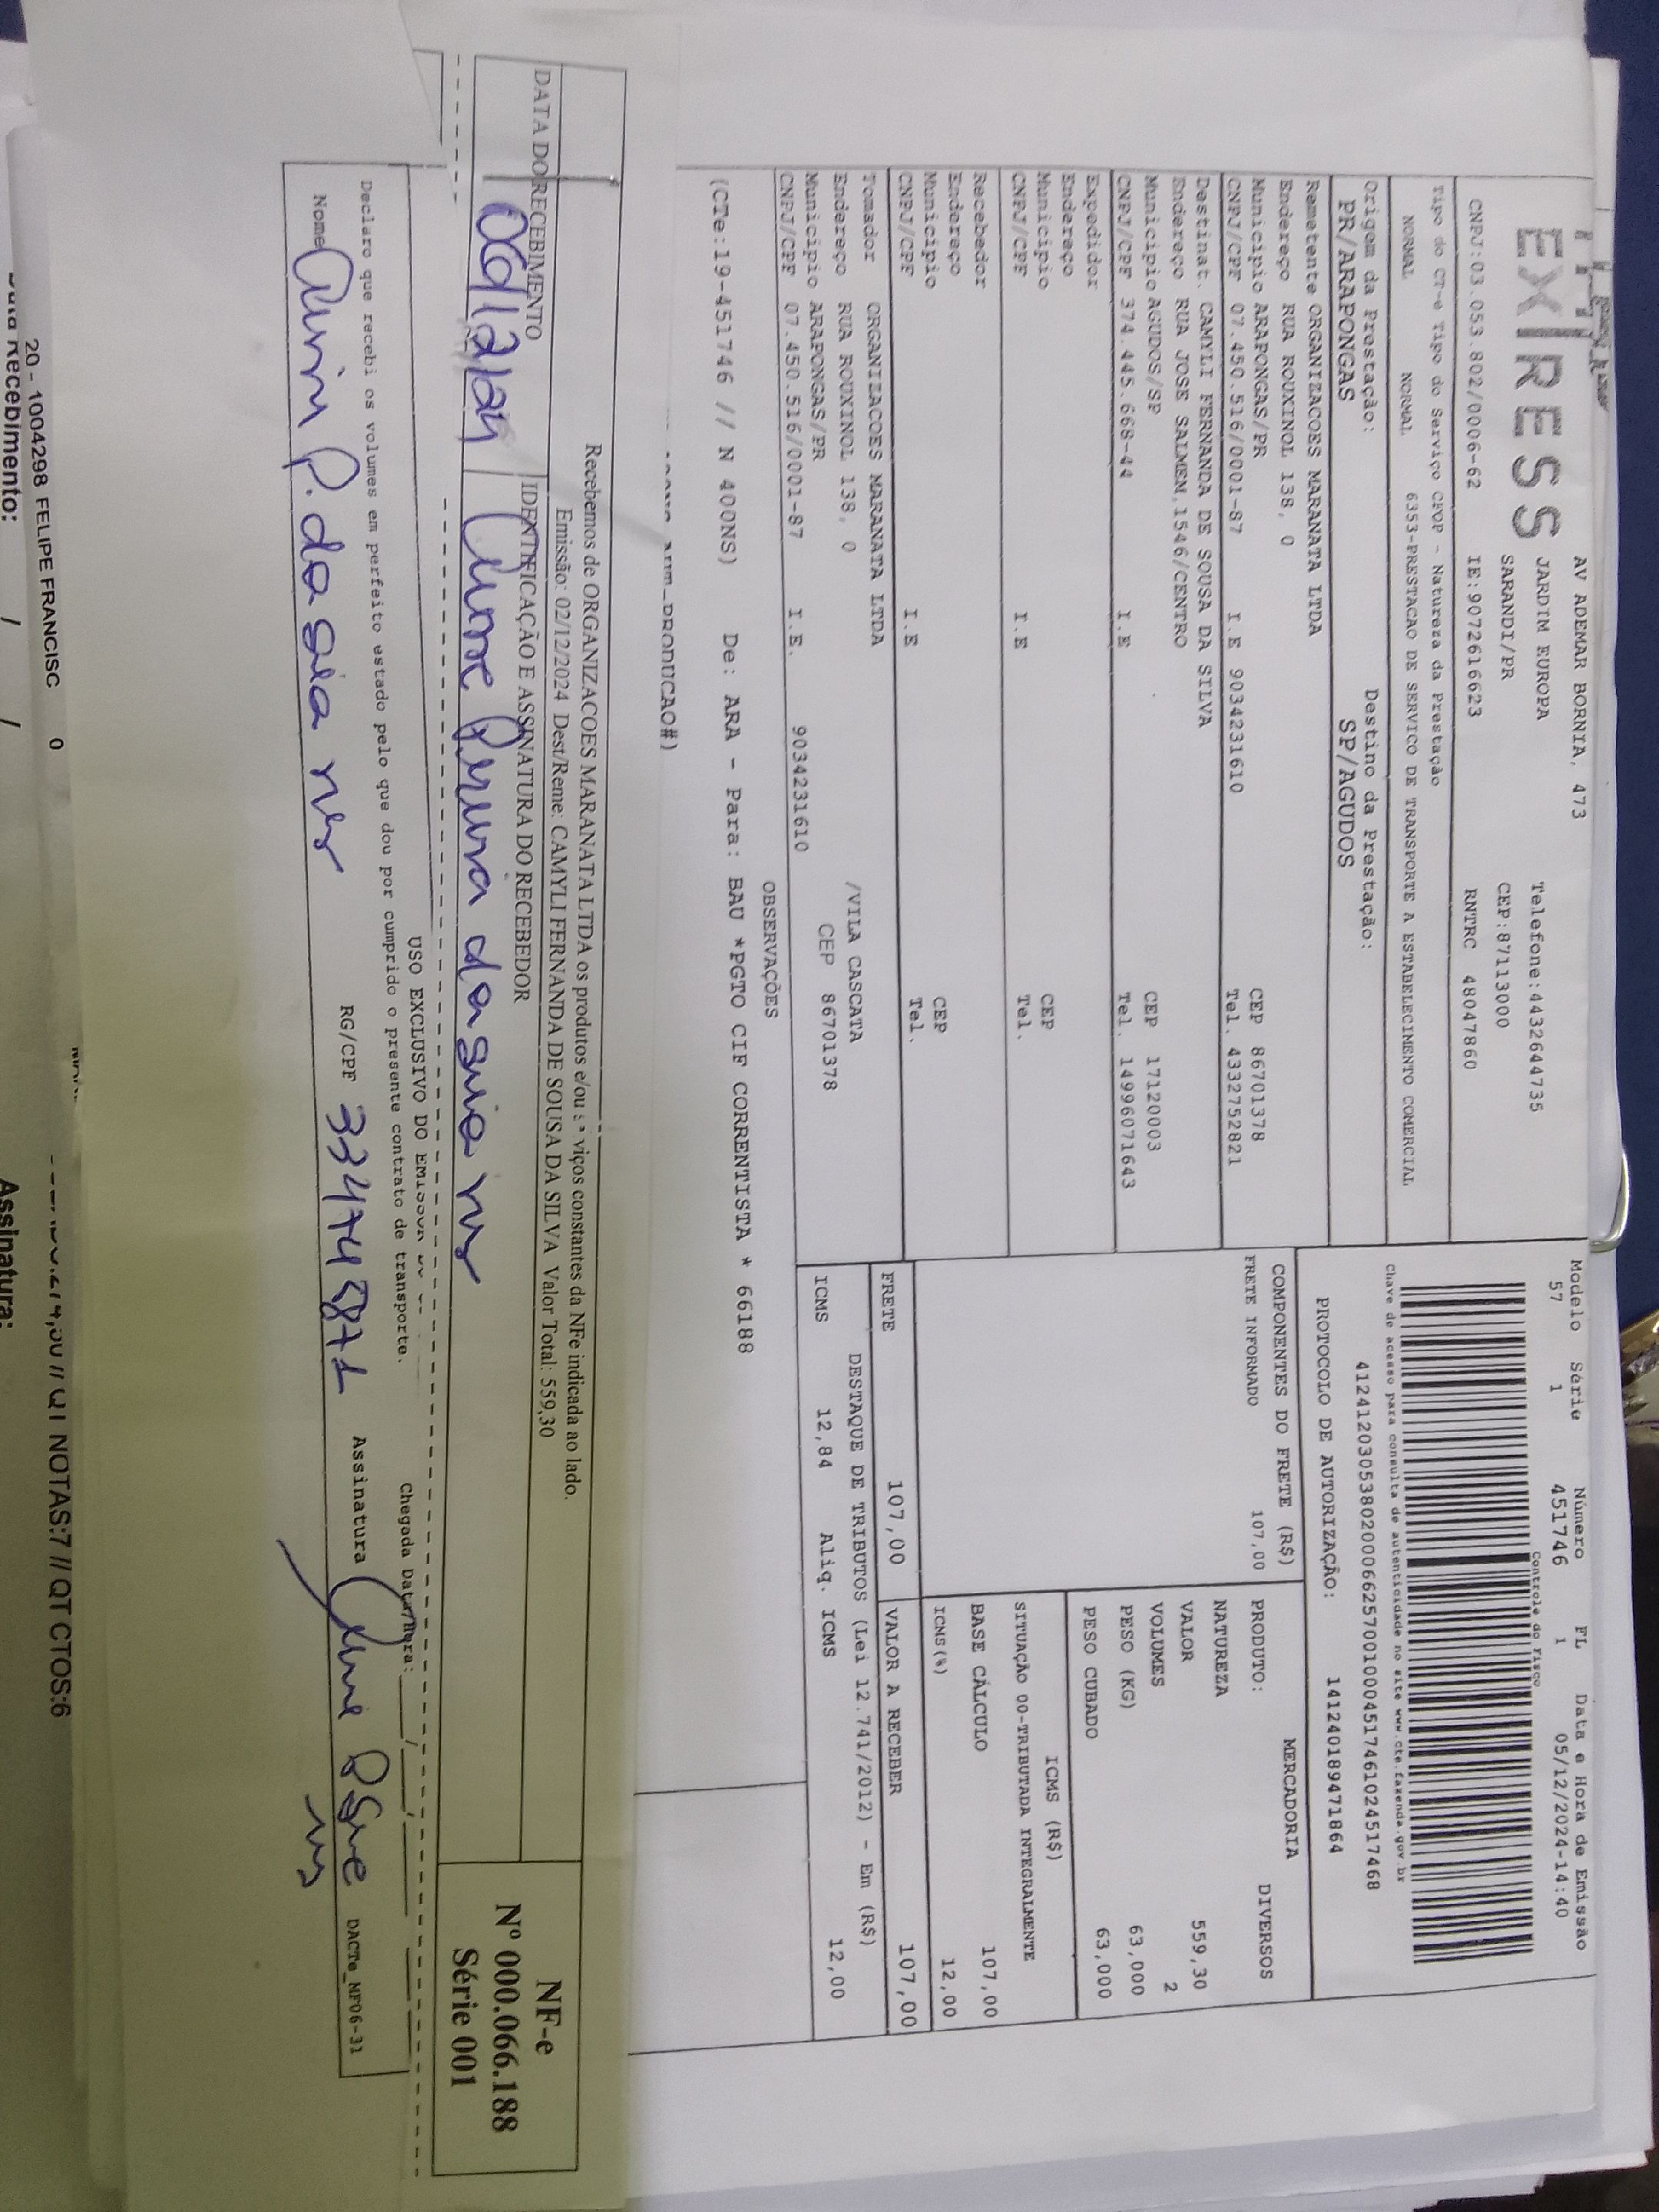 EXPRESS
AV ADEMAR BORNIA, 473
JARDIM EUROPA
SARANDI/PR
Telefone:4432644735
CEP:87113000
CNPJ:03.053.802/0006-62 IE:9072616623 RNTRC 48047860
Modelo Série Número FL Data e Hora de Emissão
57 1 451746 1 05/12/2024-14:40
Controle do Fisco
Chave de acesso para consulta de autenticidade no site www.cte.fazenda.gov.br
41241203053802000662570010004517461024517468
PROTOCOLO DE AUTORIZAÇÃO: 141240189471864
Tipo do CT-e Tipo do Serviço CFOP - Natureza da Prestação
NORMAL NORMAL 6353-PRESTACAO DE SERVICO DE TRANSPORTE A ESTABELECIMENTO COMERCIAL
Origem da Prestação: Destino da Prestação:
PR/ARAPONGAS SP/AGUDOS
Remetente ORGANIZACOES MARANATA LTDA
Endereço RUA ROUXINOL 138, 0
Município ARAPONGAS/PR CEP 86701378
CNPJ/CPF 07.450.516/0001-87 I.E 9034231610 Tel. 4332752821
Destinat. CAMYLI FERNANDA DE SOUSA DA SILVA
Endereço RUA JOSE SALMEM,1546/CENTRO
Município AGUDOS/SP CEP 17120003
CNPJ/CPF 374.445.668-44 I.E Tel. 14996071643
Expedidor
Endereço
Município CEP
CNPJ/CPF I.E Tel.
Recebedor
Endereço
Município CEP
CNPJ/CPF I.E Tel.
Tomador ORGANIZACOES MARANATA LTDA
Endereço RUA ROUXINOL 138, 0 /VILA CASCATA
Município ARAPONGAS/PR CEP 86701378
CNPJ/CPF 07.450.516/0001-87 I.E. 9034231610
COMPONENTES DO FRETE (R$)
FRETE INFORMADO 107,00
MERCADORIA
PRODUTO: DIVERSOS
NATUREZA
VALOR 559,30
VOLUMES 2
PESO (KG) 63,000
PESO CUBADO 63,000
ICMS (R$)
SITUAÇÃO 00-TRIBUTADA INTEGRALMENTE
BASE CÁLCULO 107,00
ICMS(%) 12,00
FRETE 107,00 VALOR A RECEBER 107,00
DESTAQUE DE TRIBUTOS (Lei 12.741/2012) - Em (R$)
ICMS 12,84 Aliq. ICMS 12,00
OBSERVAÇÕES
(CTe:19-451746 // N 400NS) De: ARA - Para: BAU *PGTO CIF CORRENTISTA * 66188
PRODUCAO#)
Recebemos de ORGANIZACOES MARANATA LTDA os produtos e/ou viços constantes da NFe indicada ao lado.
Emissão: 02/12/2024 Dest/Reme: CAMYLI FERNANDA DE SOUSA DA SILVA Valor Total: 559,30
DATA DO RECEBIMENTO IDENTIFICAÇÃO E ASSINATURA DO RECEBEDOR
NF-e
Nº 000.066.188
Série 001
USO EXCLUSIVO DO
Chegada Data/Hora: / /
Declaro que recebi os volumes em perfeito estado pelo que dou por cumprido o presente contrato de transporte.
Nome RG/CPF 334744871 Assinatura
DACTe_NF06-31
20 - 1004298 FELIPE FRANCISC 0
QT NOTAS:7 // QT CTOS:6
Recebimento: / / Assinatura: